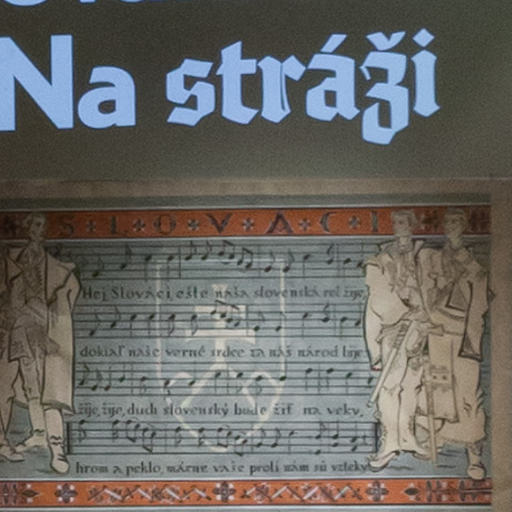 Na stráži
SLOVÁCI
Hej Slováci, ešte naša slovenská reč žije,
dokiaľ naše verné srdce za náš národ bije,
žije, žije, duch slovenský bude žiť na veky,
hrom a peklo, márne vaše proti nám sú vzteky